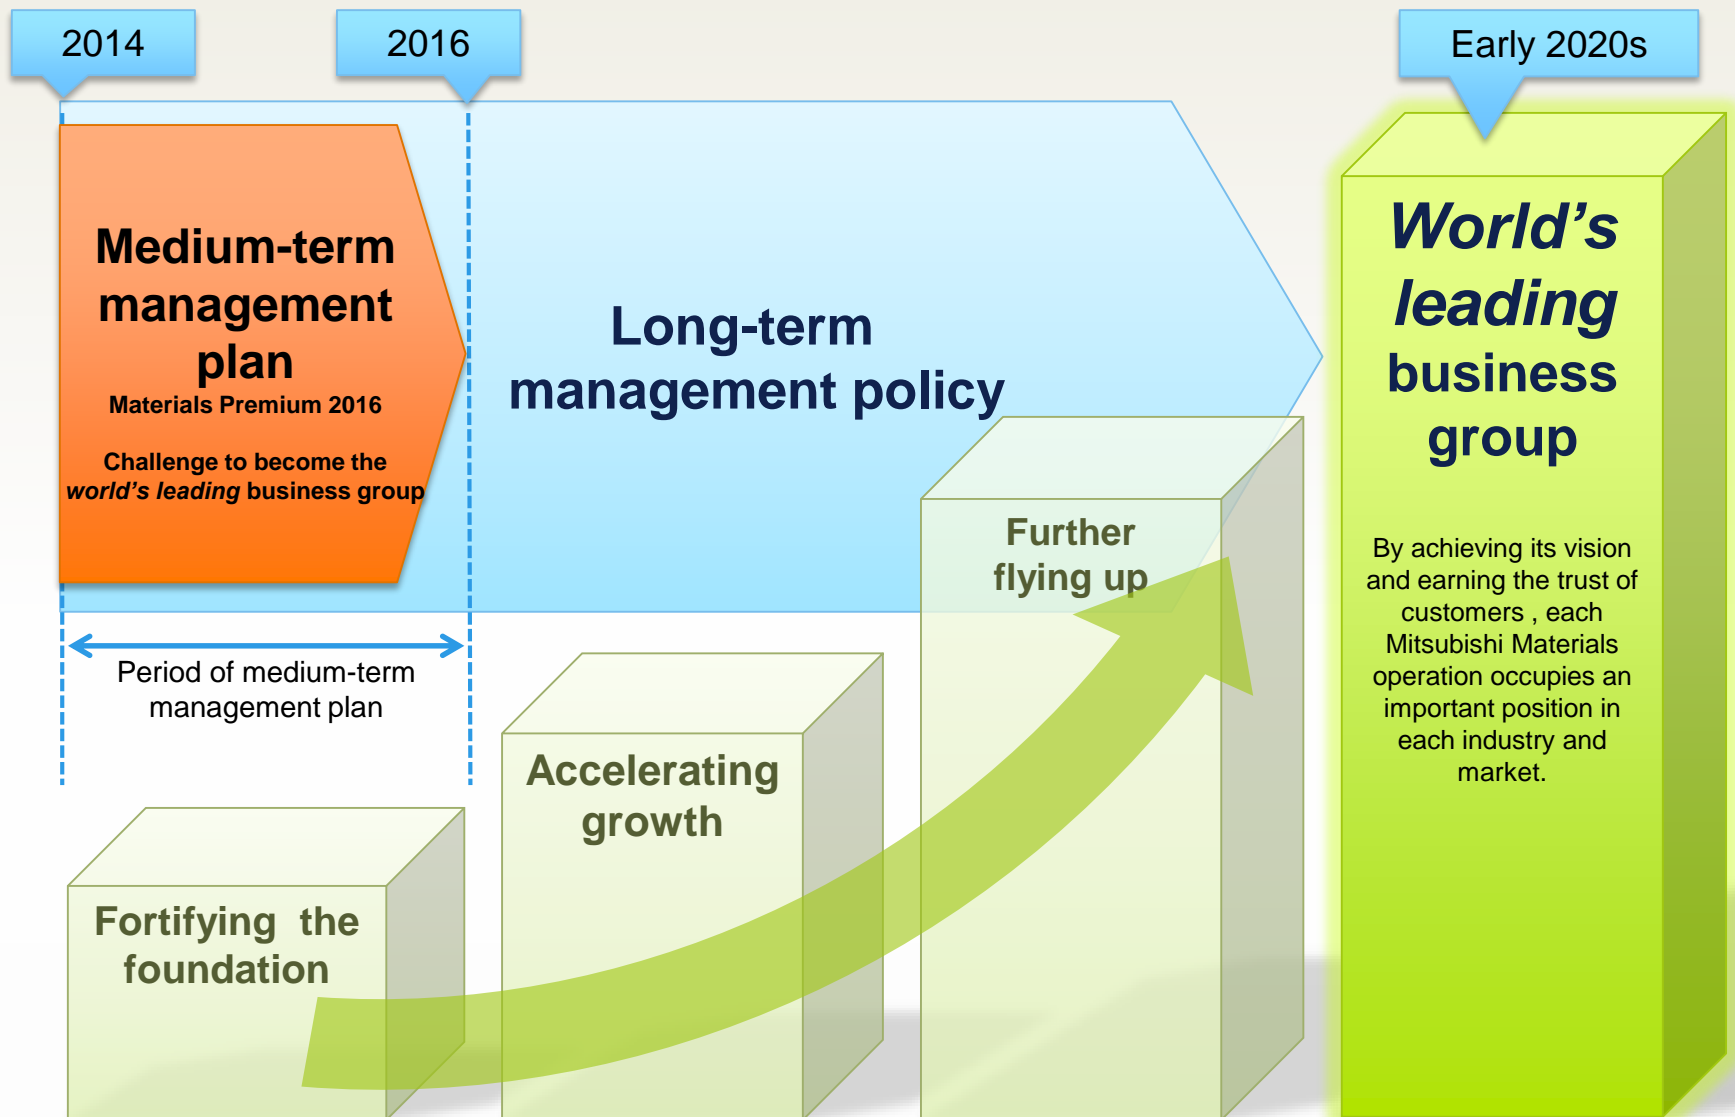 2014
2016
Early 2020s
Medium-term
management
plan
Materials Premium 2016
Challenge to become the
world's leading business group
Long-term
management policy
World's
leading
business
group
By achieving its vision
and earning the trust of
customers , each
Mitsubishi Materials
operation occupies an
important position in
each industry and
market.
Period of medium-term
management plan
Further
flying up
Accelerating
growth
Fortifying the
foundation